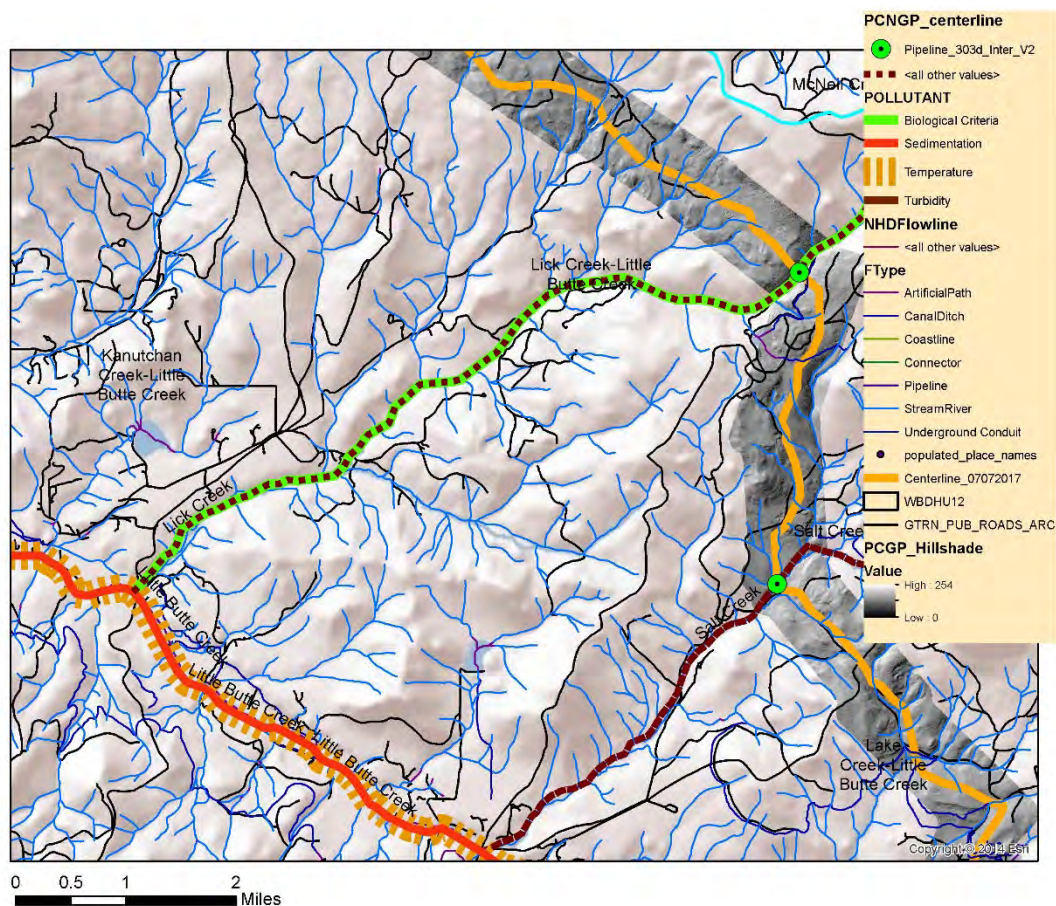 PCNGP_centerline
Pipeline_303d_Inter_V2
<all other values>
POLLUTANT
Biological Criteria
Sedimentation
Temperature
Turbidity
NHDFlowline
<all other values>
FType
ArtificialPath
CanalDitch
Coastline
Connector
Pipeline
StreamRiver
Underground Conduit
populated_place_names
Centerline_07072017
WBDHU12
GTRN_PUB_ROADS_ARC
PCGP_Hillshade
Value
High : 254
Low : 0
McNeil Cr
Lick Creek-Little
Butte Creek
Kanutchan
Creek-Little
Butte Creek
Lick Creek
Salt Cree
Salt Creek
Little Butte Creek
Little Butte Creek
Little Butte Creek
Lake
Creek-Little
Butte Creek
Copyright © 2014 Esri
0 0.5 1 2
Miles